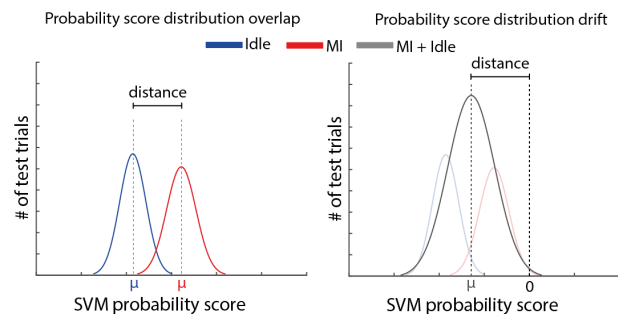 Probability score distribution overlap
Probability score distribution drift
Idle
MI
MI + Idle
distance
distance
# of test trials
# of test trials
μ
μ
μ
0
SVM probability score
SVM probability score